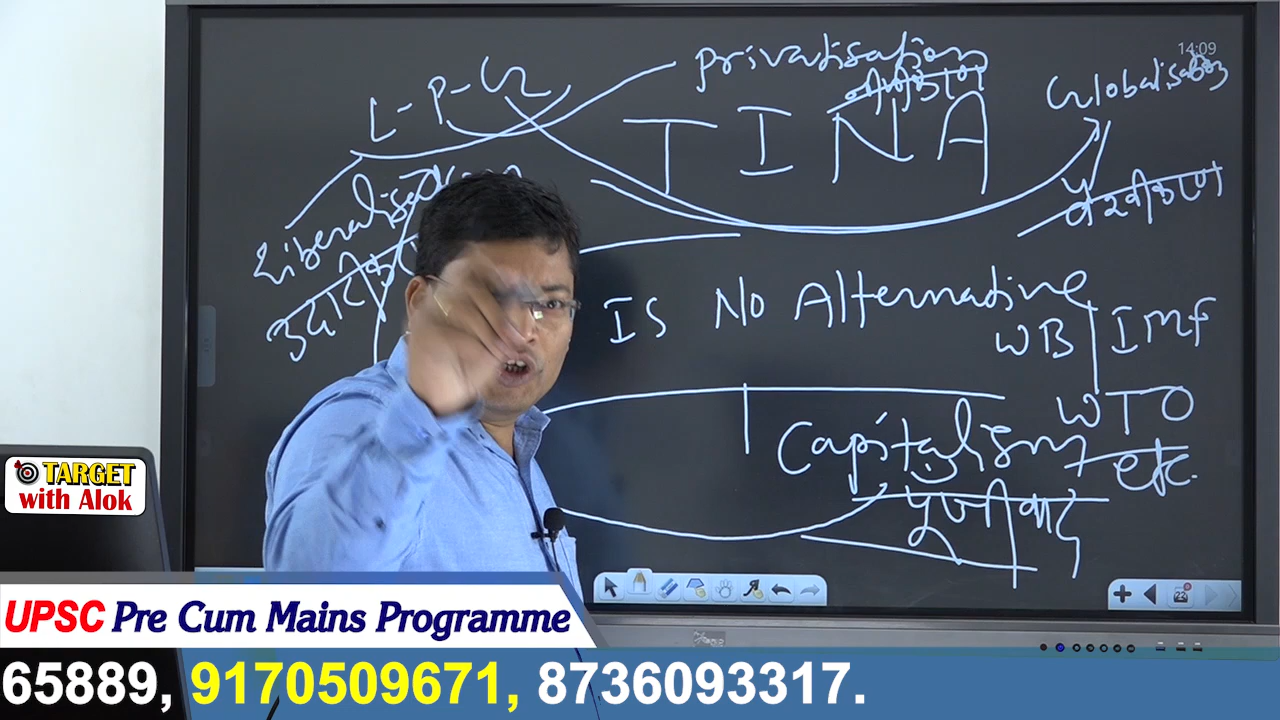 14:09
L-P-G
Privatisation
निजीकरण
Globalisation
TINA
वैश्वीकरण
Liberalisation
उदारीकरण
Is No Alternative
WB | IMF
WTO
etc.
Capitalism
पूंजीवाद
TARGET
with Alok
UPSC Pre Cum Mains Programme
65889, 9170509671, 8736093317.